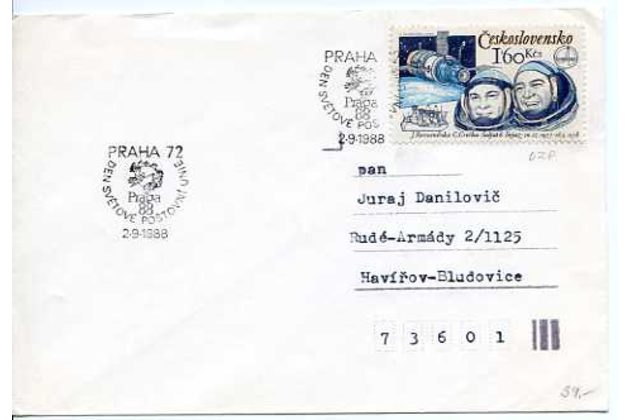 PRAHA
DEN SVĚTOVÉ POŠ
Praga
88
2-9-1988
Československo
1'60 Kčs
PRAHA 72
DEN SVĚTOVÉ POŠTOVNÍ UNIE
Praga
88
2-9-1988
OZP.
pan
Juraj Danilovič
Rudé-Armády 2/1125
Havířov-Bludovice
7 3 6 0 1
39,-